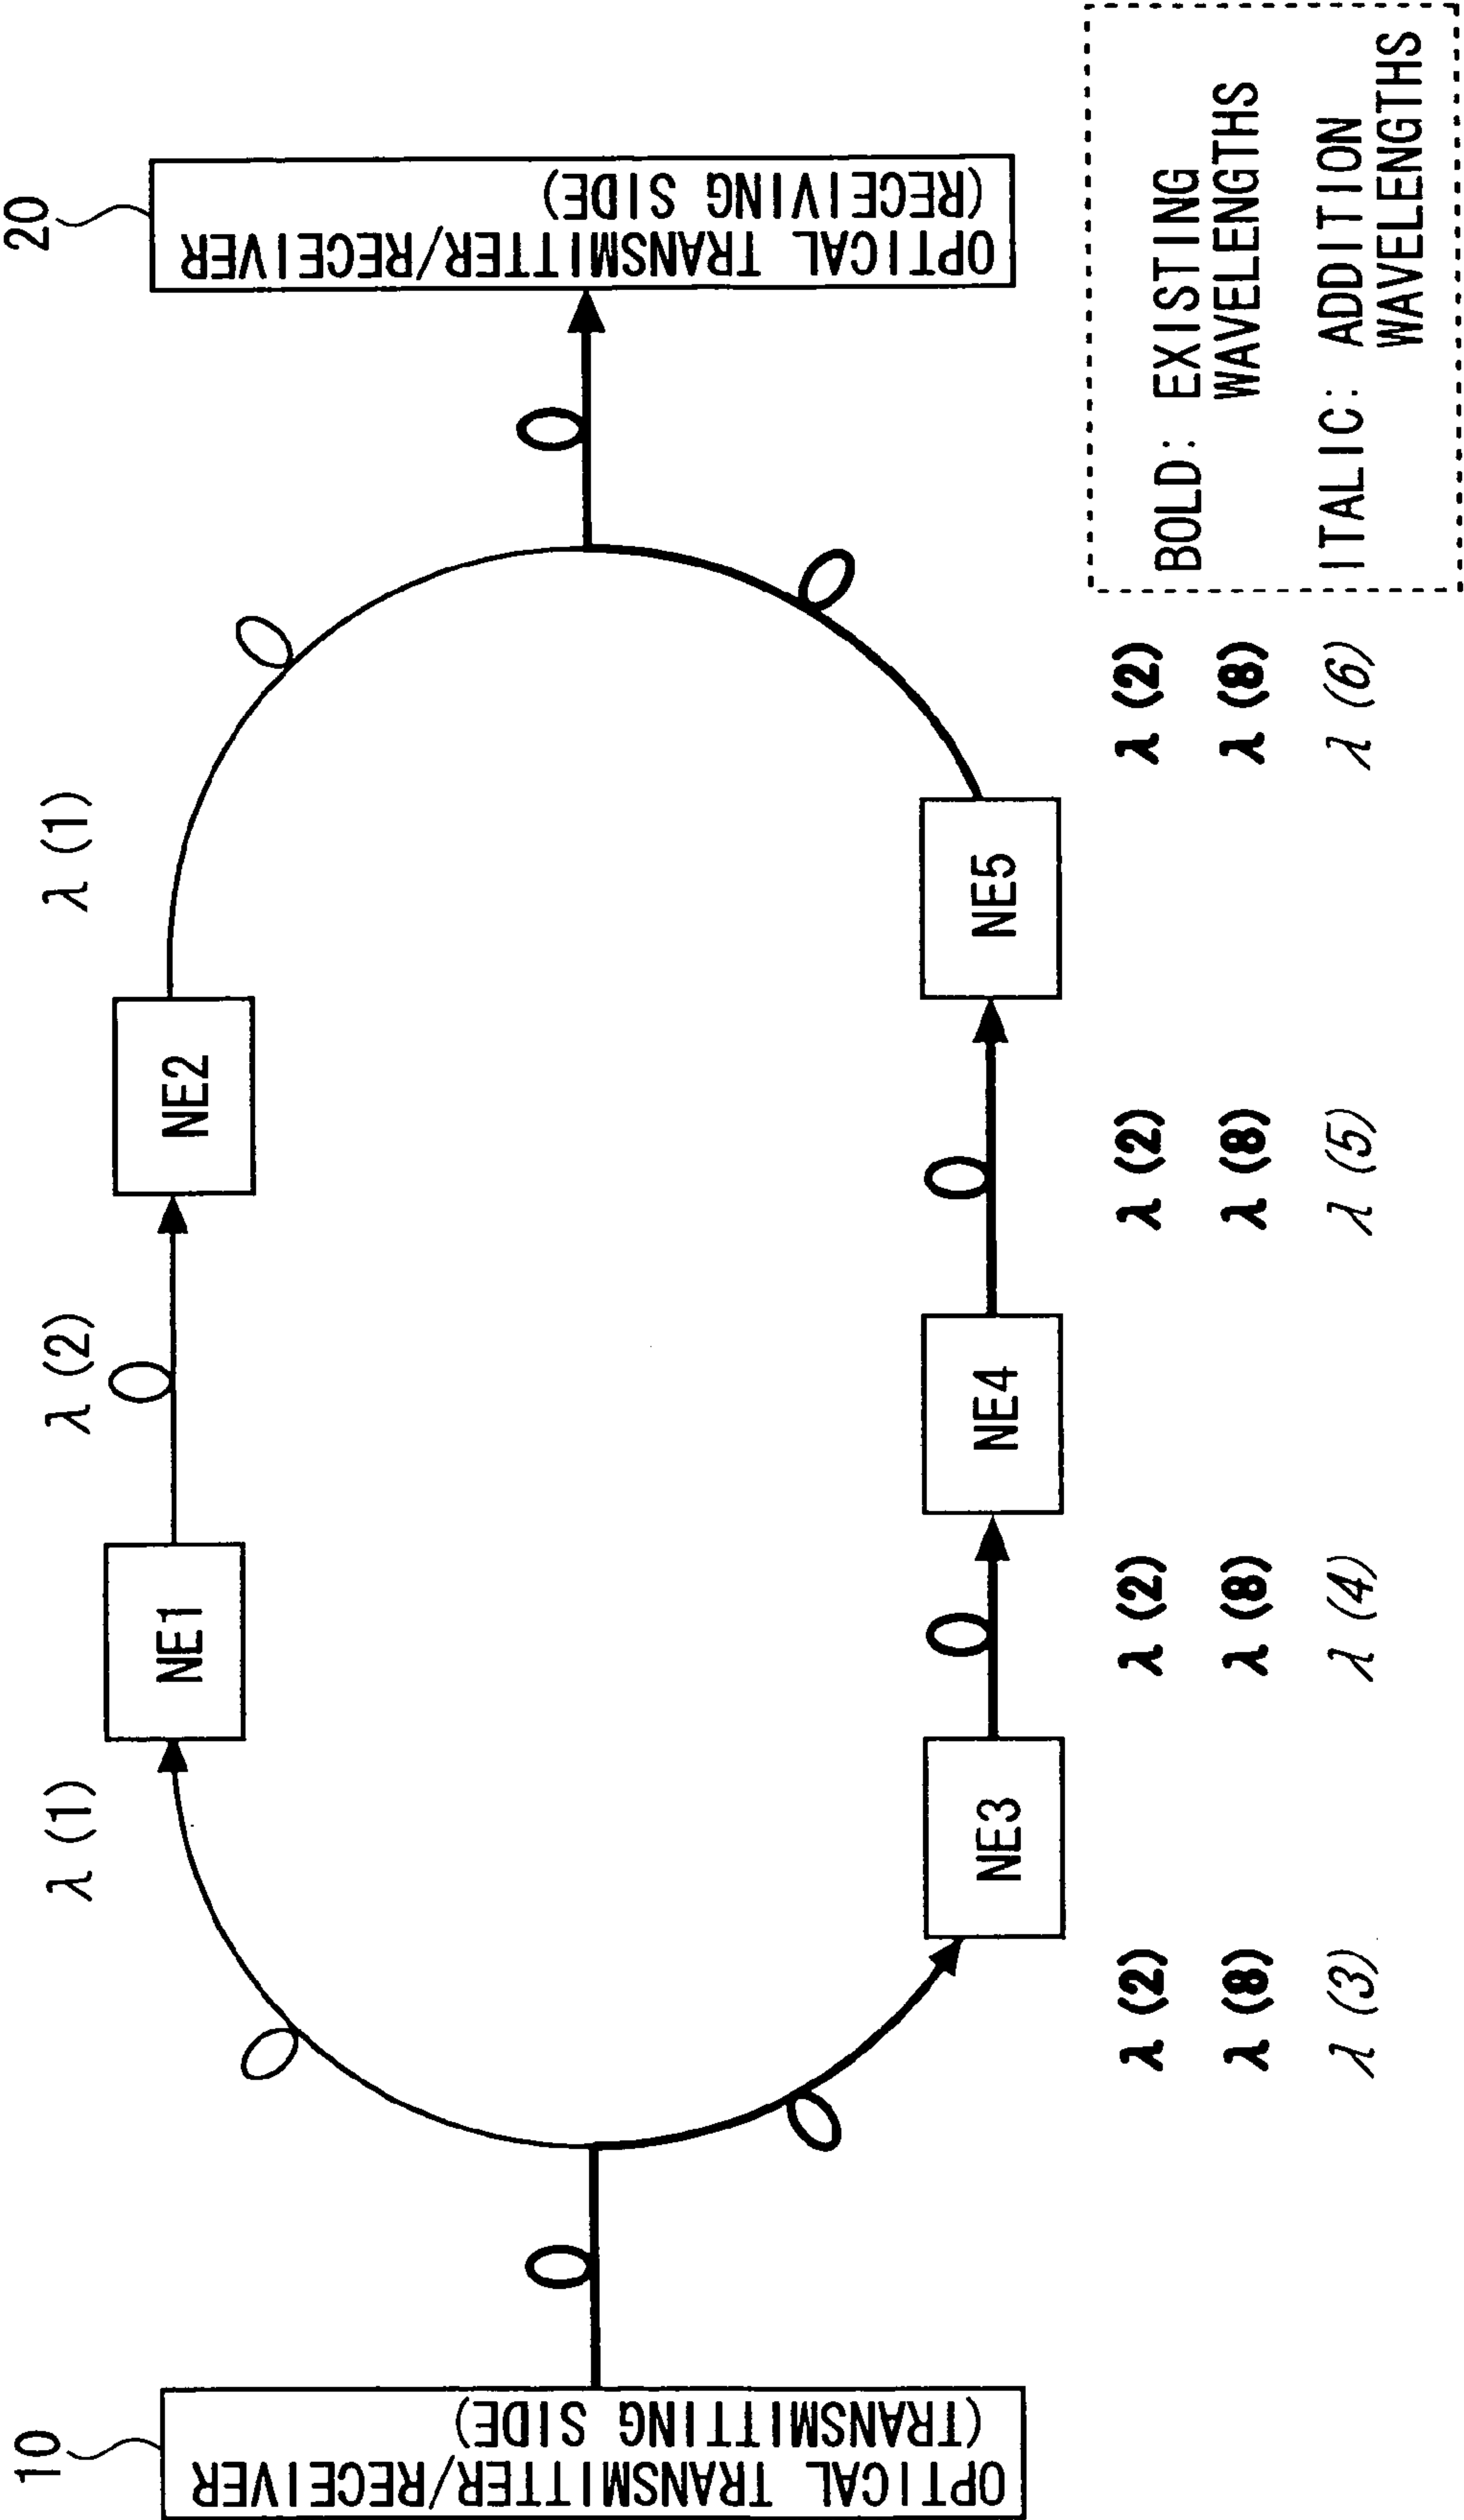 10
OPTICAL TRANSMITTER/RECEIVER
(TRANSMITTING SIDE)
λ(1)
λ(2)
λ(1)
20
OPTICAL TRANSMITTER/RECEIVER
(RECEIVING SIDE)
NE1
NE2
NE3
NE4
NE5
λ(2)
λ(8)
λ(3)
λ(2)
λ(8)
λ(4)
λ(2)
λ(8)
λ(5)
λ(2)
λ(8)
λ(6)
BOLD: EXISTING
WAVELENGTHS
ITALIC: ADDITION
WAVELENGTHS